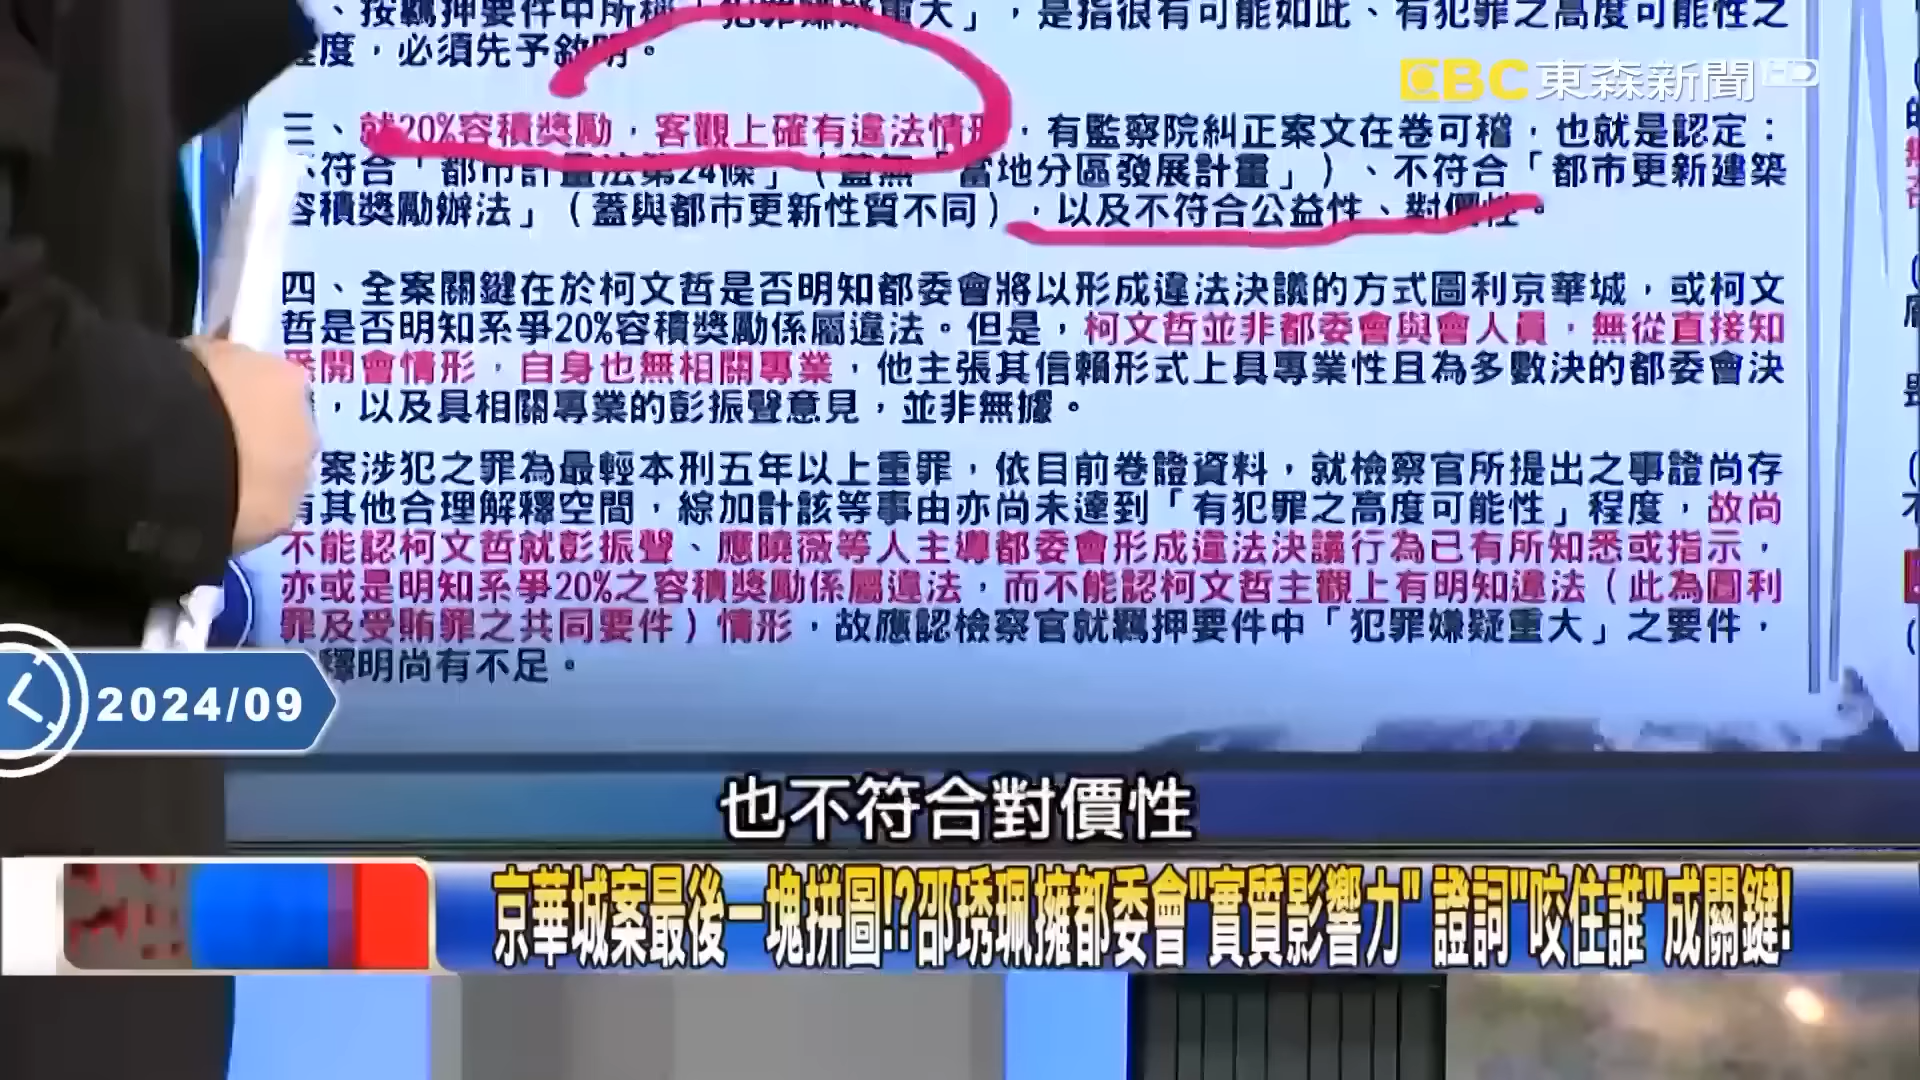 、按羈押要件中所稱「犯罪嫌疑重大」，是指很有可能如此、有犯罪之高度可能性之
程度，必須先予敘明。
EBC 東森新聞 HD
三、就20%容積獎勵，客觀上確有違法情形，有監察院糾正案文在卷可稽，也就是認定：
不符合「都市計畫法第24條」（蓋無「當地分區發展計畫」）、不符合「都市更新建築
容積獎勵辦法」（蓋與都市更新性質不同），以及不符合公益性、對價性。
四、全案關鍵在於柯文哲是否明知都委會將以形成違法決議的方式圖利京華城，或柯文
哲是否明知系爭20%容積獎勵係屬違法。但是，柯文哲並非都委會與會人員，無從直接知
悉開會情形，自身也無相關專業，他主張其信賴形式上具專業性且為多數決的都委會決
，以及具相關專業的彭振聲意見，並非無據。
案涉犯之罪為最輕本刑五年以上重罪，依目前卷證資料，就檢察官所提出之事證尚存
有其他合理解釋空間，綜加計該等事由亦尚未達到「有犯罪之高度可能性」程度，故尚
不能認柯文哲就彭振聲、應曉薇等人主導都委會形成違法決議行為已有所知悉或指示，
亦或是明知系爭20%之容積獎勵係屬違法，而不能認柯文哲主觀上有明知違法（此為圖利
罪及受賄罪之共同要件）情形，故應認檢察官就羈押要件中「犯罪嫌疑重大」之要件，
釋明尚有不足。
2024/09
也不符合對價性
京華城案最後一塊拼圖!?邵琇珮擁都委會"實質影響力" 證詞"咬住誰"成關鍵!